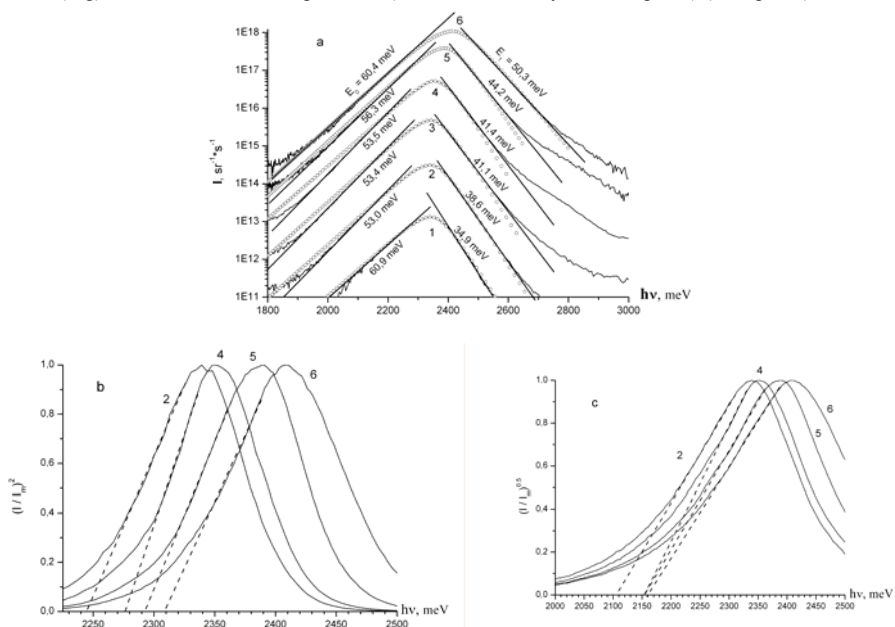 a
6
1E18
E₀ = 60,4 meV
E₁ = 50,3 meV
1E17
5
56,3 meV
44,2 meV
1E16
4
53,5 meV
41,4 meV
1E15
3
53,4 meV
41,1 meV
1E14
2
53,0 meV
38,6 meV
1E13
1
60,9 meV
34,9 meV
1E12
1E11
I, sr⁻¹*s⁻¹
1800 2000 2200 2400 2600 2800 3000
hν, meV
b
2 4 5 6
1,0
0,8
0,6
0,4
0,2
0,0
(I / Iₘ)²
2250 2300 2350 2400 2450 2500
hν, meV
c
4
6
5
2
1,0
0,8
0,6
0,4
0,2
0,0
(I / Iₘ)⁰·⁵
2000 2050 2100 2150 2200 2250 2300 2350 2400 2450 2500
hν, meV